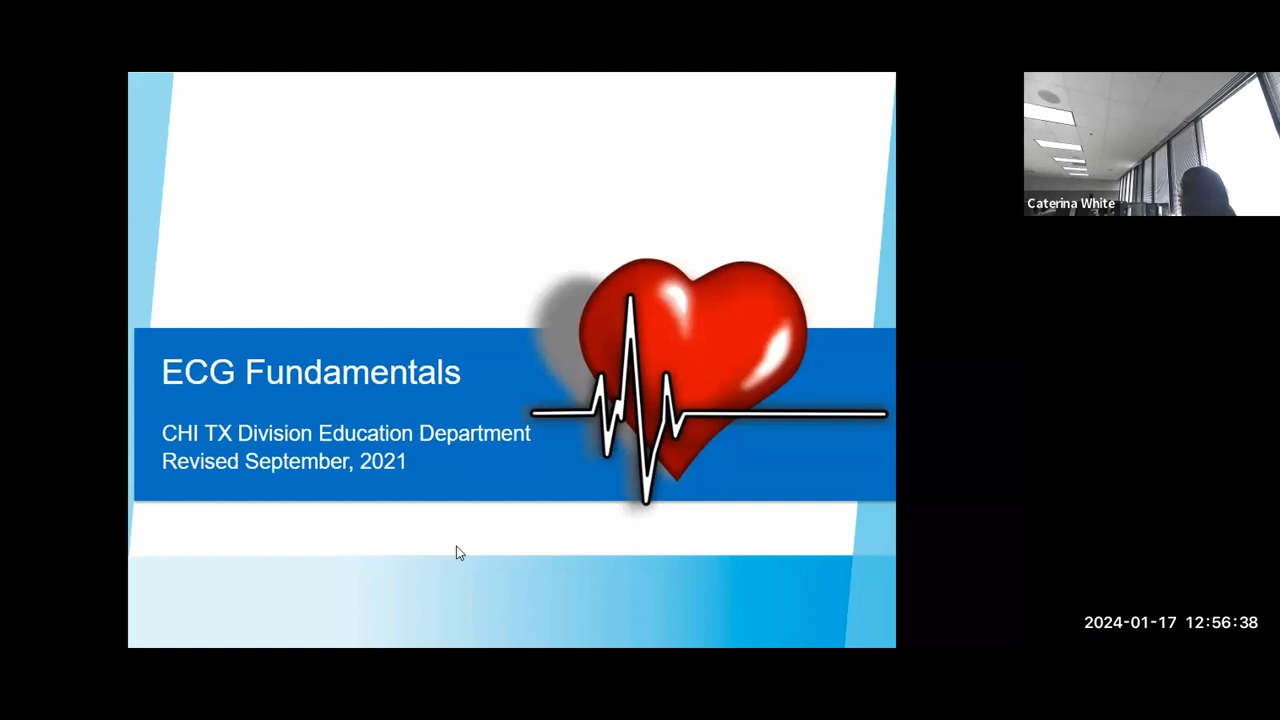 ECG Fundamentals
CHI TX Division Education Department
Revised September, 2021
Caterina White
2024-01-17 12:56:38